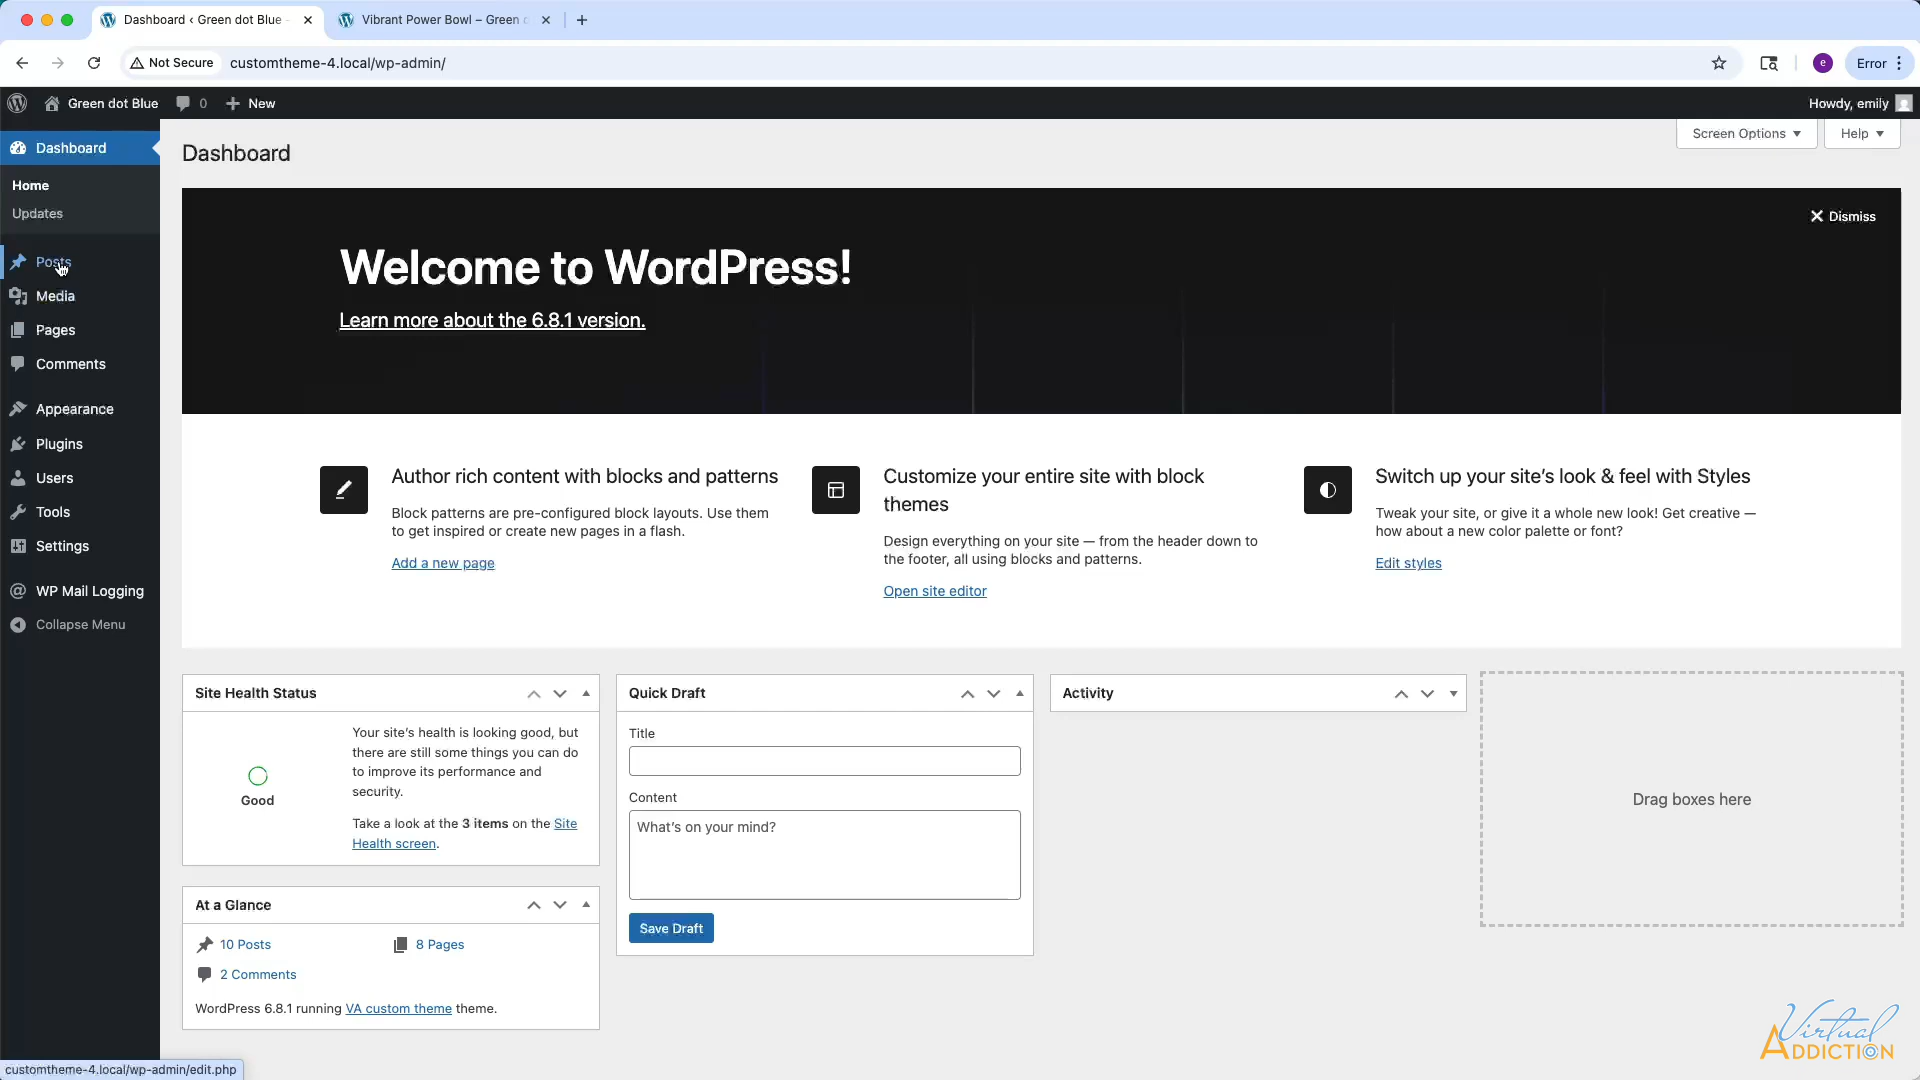 Dashboard ‹ Green dot Blue -
Vibrant Power Bowl – Green d
Not Secure
customtheme-4.local/wp-admin/
e
Error
Green dot Blue
0
New
Howdy, emily
Dashboard
Home
Updates
Posts
Media
Pages
Comments
Appearance
Plugins
Users
Tools
Settings
WP Mail Logging
Collapse Menu
Dashboard
Screen Options
Help
Dismiss
Welcome to WordPress!
Learn more about the 6.8.1 version.
Author rich content with blocks and patterns
Block patterns are pre-configured block layouts. Use them
to get inspired or create new pages in a flash.
Add a new page
Customize your entire site with block
themes
Design everything on your site — from the header down to
the footer, all using blocks and patterns.
Open site editor
Switch up your site’s look & feel with Styles
Tweak your site, or give it a whole new look! Get creative —
how about a new color palette or font?
Edit styles
Site Health Status
Good
Your site’s health is looking good, but
there are still some things you can do
to improve its performance and
security.
Take a look at the 3 items on the Site
Health screen.
At a Glance
10 Posts
8 Pages
2 Comments
WordPress 6.8.1 running VA custom theme theme.
Quick Draft
Title
Content
What’s on your mind?
Save Draft
Activity
Drag boxes here
Virtual
ADDICTION
customtheme-4.local/wp-admin/edit.php